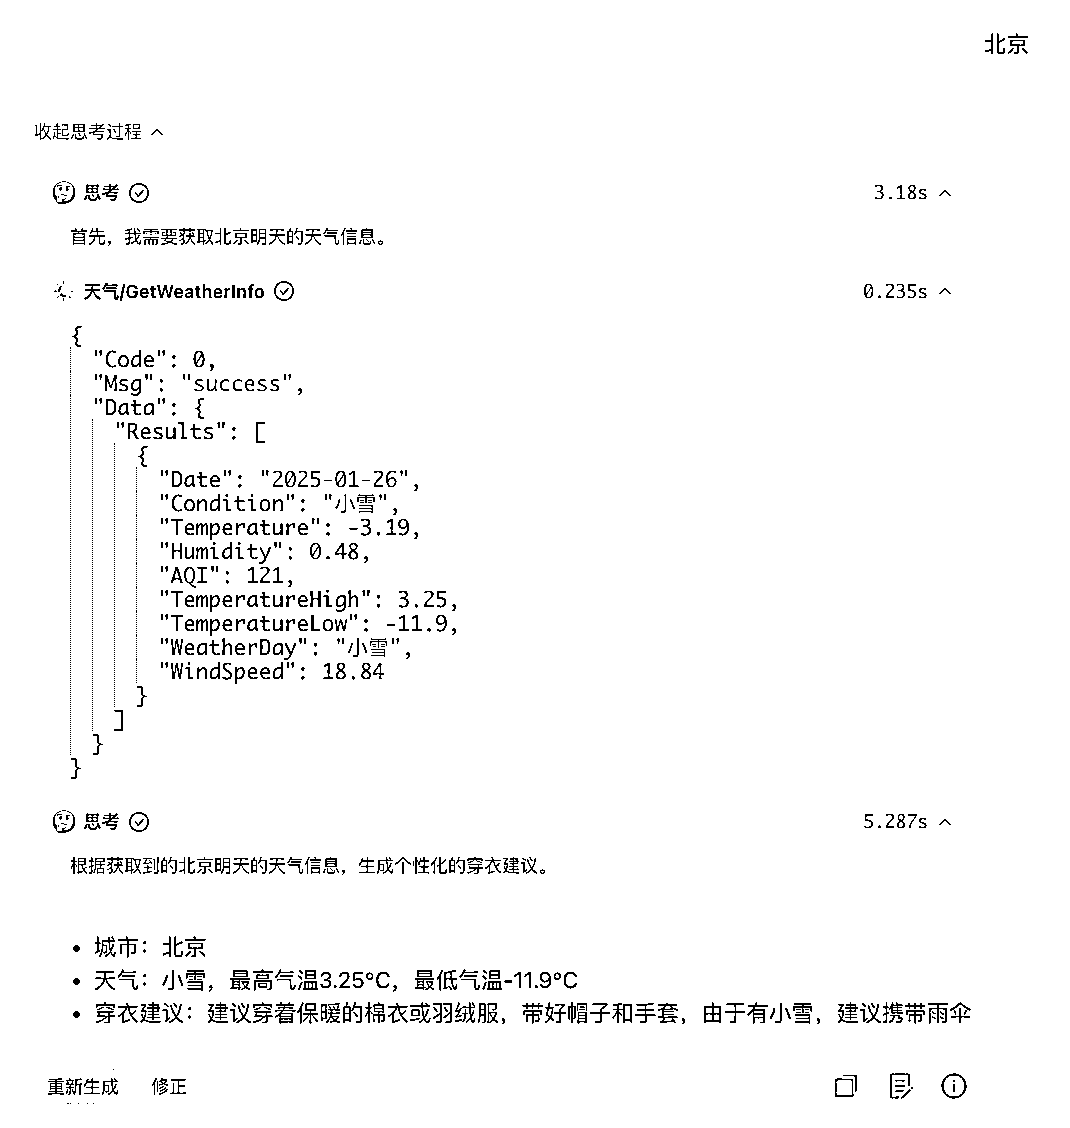 北京
收起思考过程
思考 3.18s
首先，我需要获取北京明天的天气信息。
天气/GetWeatherInfo 0.235s
{
"Code": 0,
"Msg": "success",
"Data": {
"Results": [
{
"Date": "2025-01-26",
"Condition": "小雪",
"Temperature": -3.19,
"Humidity": 0.48,
"AQI": 121,
"TemperatureHigh": 3.25,
"TemperatureLow": -11.9,
"WeatherDay": "小雪",
"WindSpeed": 18.84
}
]
}
}
思考 5.287s
根据获取到的北京明天的天气信息，生成个性化的穿衣建议。
• 城市：北京
• 天气：小雪，最高气温3.25°C，最低气温-11.9°C
• 穿衣建议：建议穿着保暖的棉衣或羽绒服，带好帽子和手套，由于有小雪，建议携带雨伞
重新生成 修正